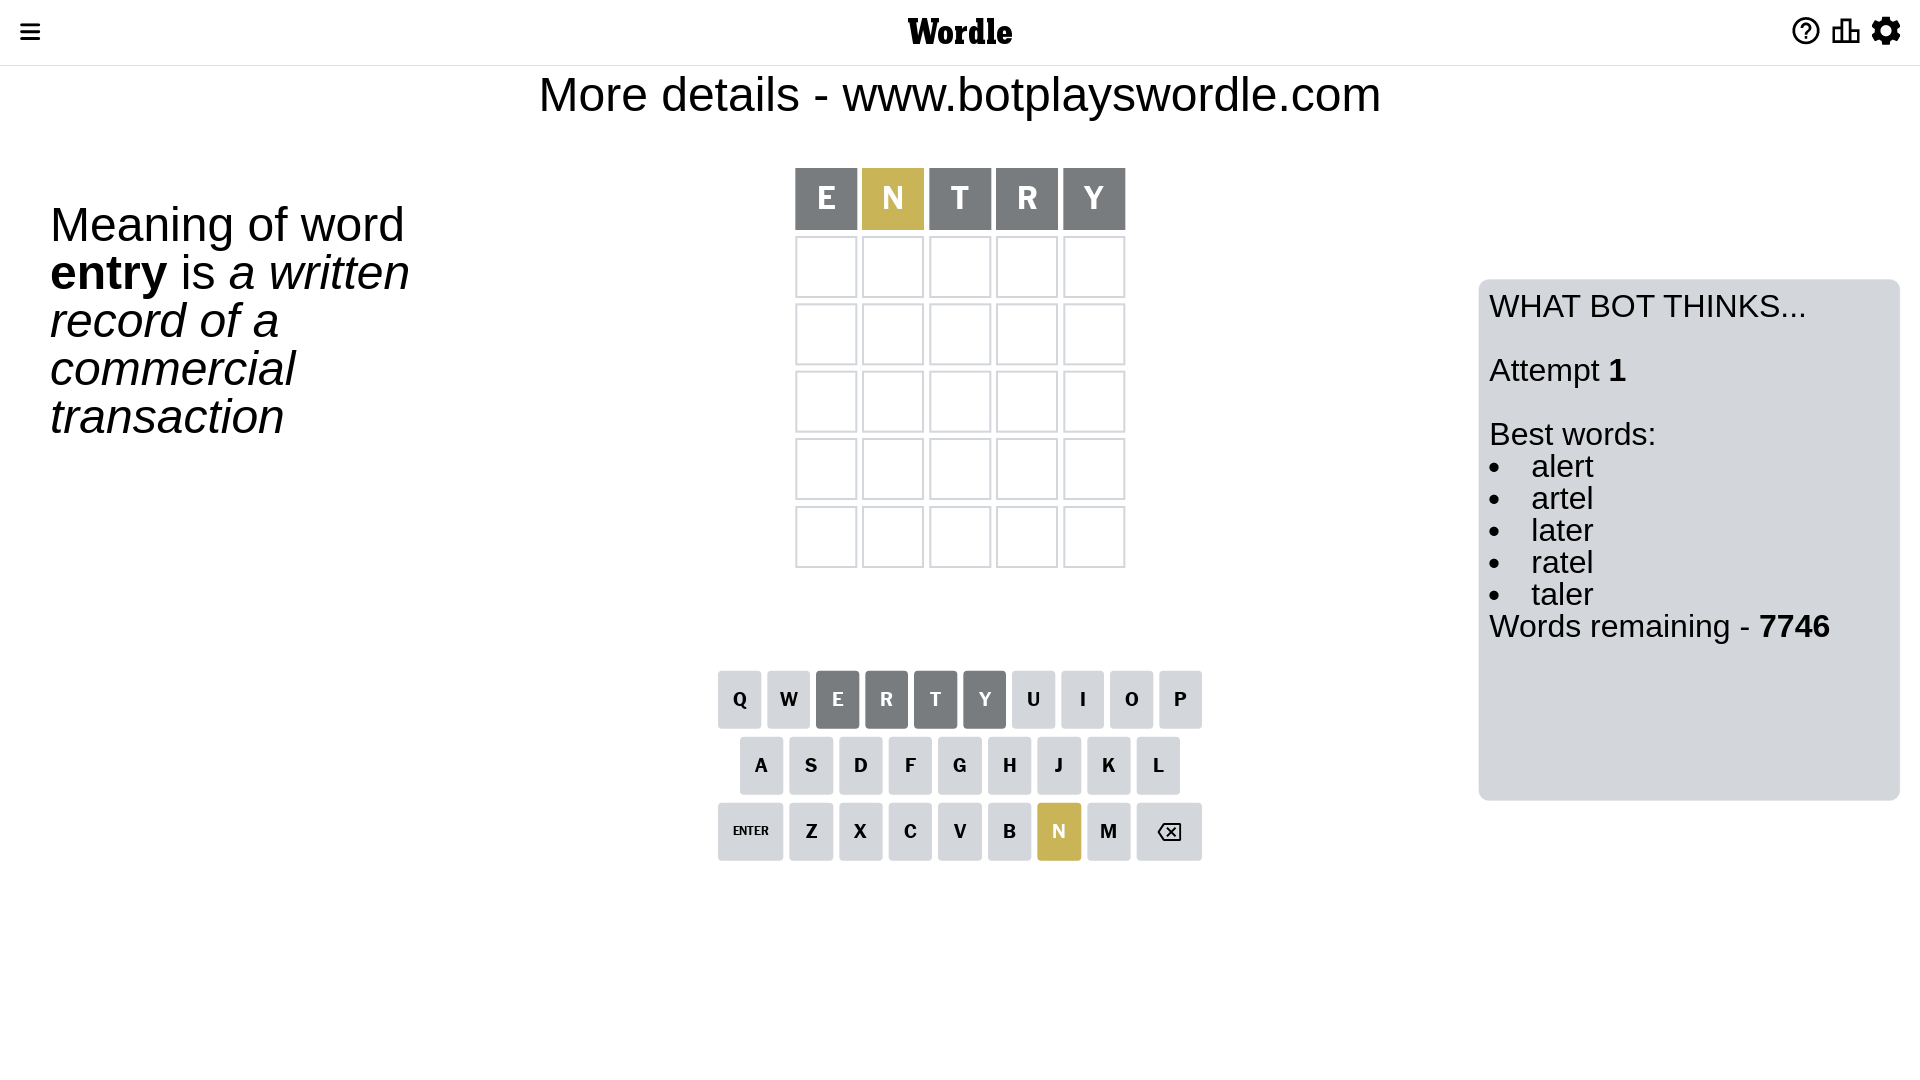 Wordle
More details - www.botplayswordle.com
E N T R Y
Meaning of word
entry is a written
record of a
commercial
transaction
WHAT BOT THINKS...
Attempt 1
Best words:
• alert
• artel
• later
• ratel
• taler
Words remaining - 7746
Q W E R T Y U I O P
A S D F G H J K L
ENTER Z X C V B N M